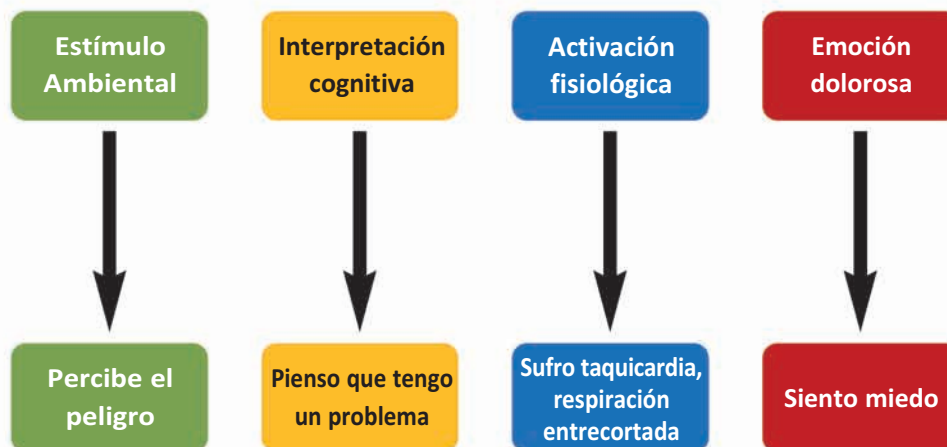 Estímulo
Ambiental
Interpretación
cognitiva
Activación
fisiológica
Emoción
dolorosa
Percibe el
peligro
Pienso que tengo
un problema
Sufro taquicardia,
respiración
entrecortada
Siento miedo